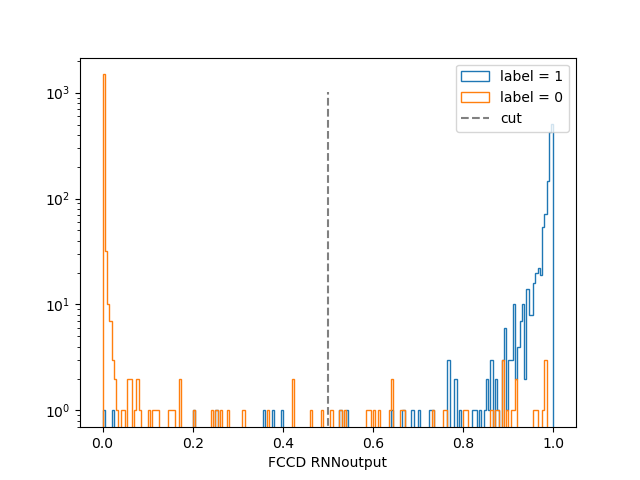 label = 1
label = 0
cut
10³
10²
10¹
10⁰
0.0 0.2 0.4 0.6 0.8 1.0
FCCD RNNoutput